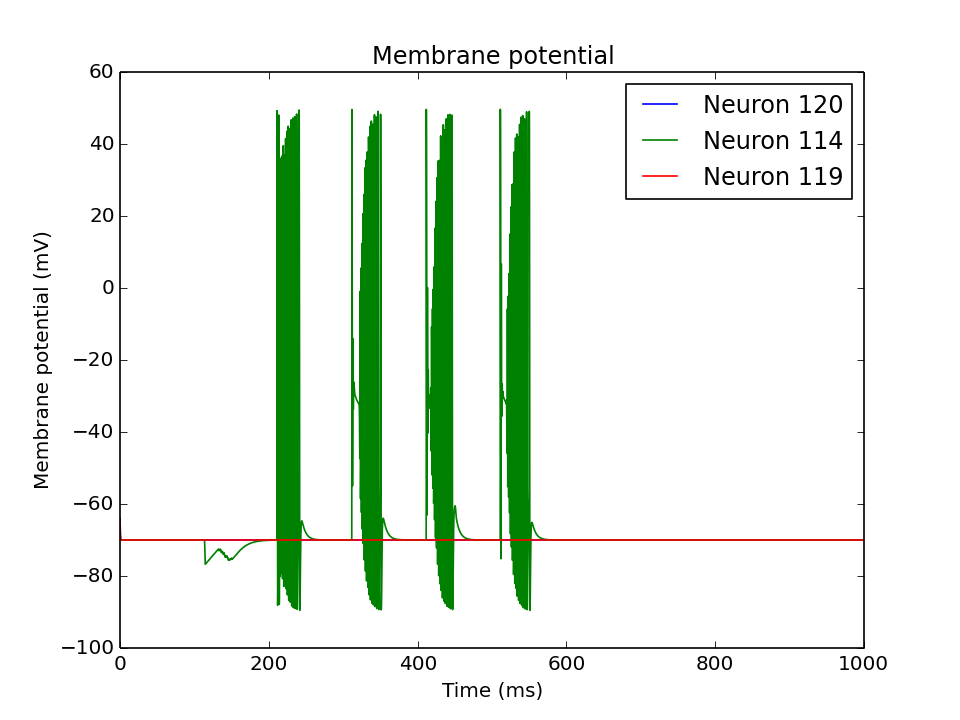 Membrane potential
60
40
20
0
−20
−40
−60
−80
−100
Membrane potential (mV)
Neuron 120
Neuron 114
Neuron 119
0 200 400 600 800 1000
Time (ms)